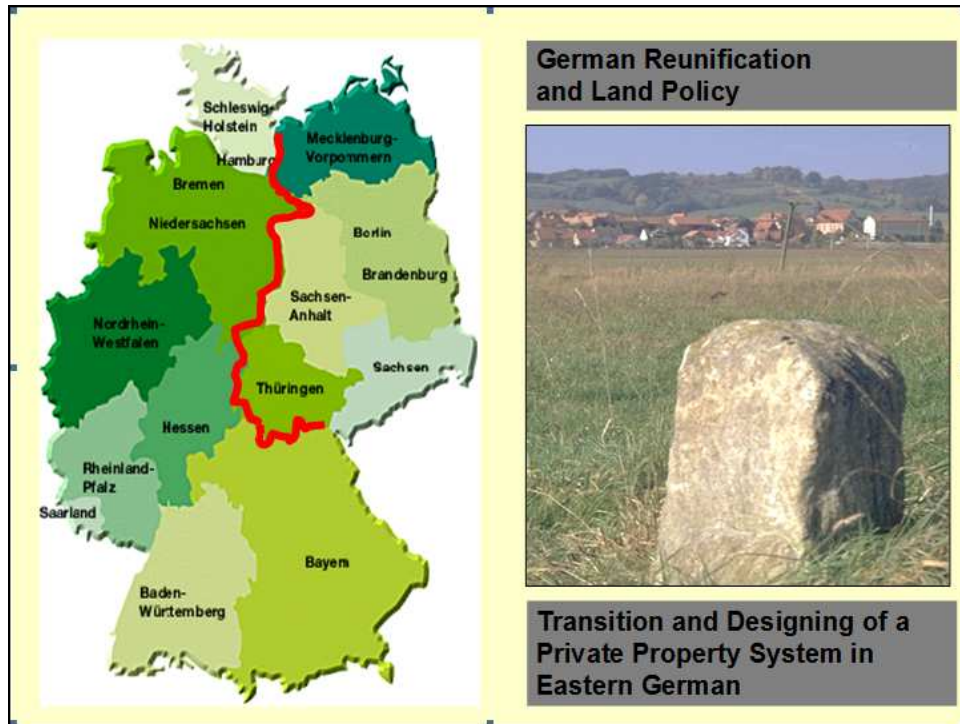 Schleswig-
Holstein
Hamburg
Mecklenburg-
Vorpommern
Bremen
Niedersachsen
Berlin
Brandenburg
Sachsen-
Anhalt
Nordrhein-
Westfalen
Sachsen
Thüringen
Hessen
Rheinland-
Pfalz
Saarland
Bayern
Baden-
Württemberg
German Reunification
and Land Policy
Transition and Designing of a
Private Property System in
Eastern German